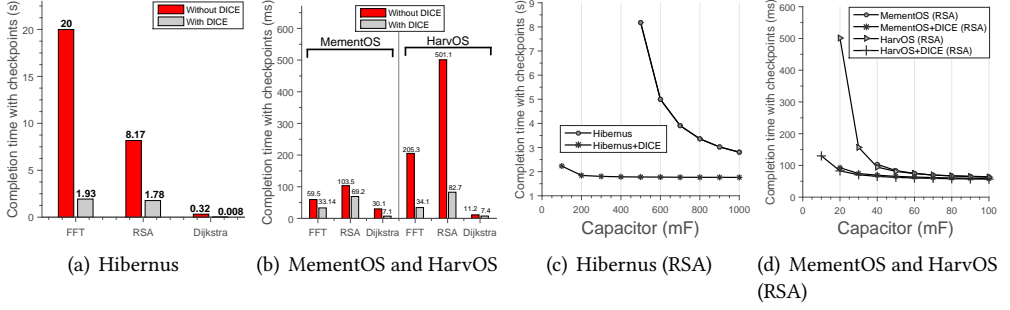 Completion time with checkpoints (s)
20
15
10
5
0
Without DICE
With DICE
20
1.93
8.17
1.78
0.32
0.008
FFT
RSA
Dijkstra
(a) Hibernus
Completion time with checkpoints (ms)
600
500
400
300
200
100
0
Without DICE
With DICE
MementOS
HarvOS
59.5
33.14
103.5
69.2
30.1
7.1
205.3
34.1
501.1
82.7
11.2
7.4
FFT RSA Dijkstra FFT RSA Dijkstra
(b) MementOS and HarvOS
Completion time with checkpoints (s)
9
8
7
6
5
4
3
2
1
Hibernus
Hibernus+DICE
0 200 400 600 800 1000
Capacitor (mF)
(c) Hibernus (RSA)
Completion time with checkpoints (ms)
600
500
400
300
200
100
0
MementOS (RSA)
MementOS+DICE (RSA)
HarvOS (RSA)
HarvOS+DICE (RSA)
0 20 40 60 80 100
Capacitor (mF)
(d) MementOS and HarvOS
(RSA)